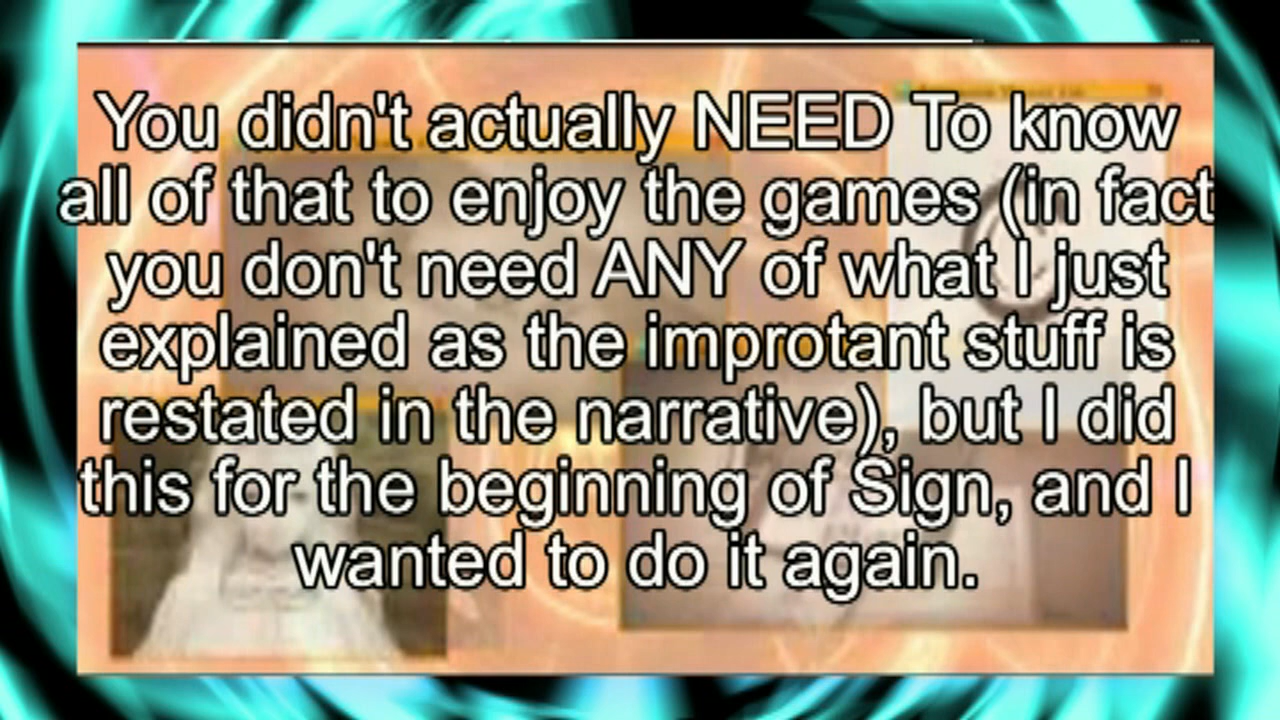 You didn't actually NEED To know
all of that to enjoy the games (in fact
you don't need ANY of what I just
explained as the improtant stuff is
restated in the narrative), but I did
this for the beginning of Sign, and I
wanted to do it again.